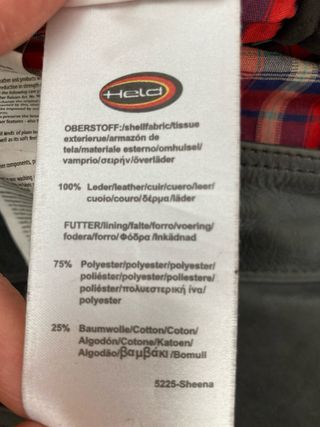 Held
OBERSTOFF:/shellfabric/tissue
exterierue/armazón de
tela/materiale esterno/omhulsel/
vamprio/σειρήν/överläder
100% Leder/leather/cuir/cuero/leer/
cuoio/couro/δέρμα/läder
FUTTER/lining/falte/forro/voering/
fodera/forro/Φόδρα/Inkädnad
75% Polyester/polyester/polyester/
poliéster/polyester/poliestere/
poliéster/πολυεστερική ίνα/
polyester
25% Baumwolle/Cotton/Coton/
Algodón/Cotone/Katoen/
Algodão/βαμβάκι/Bomull
5225-Sheena